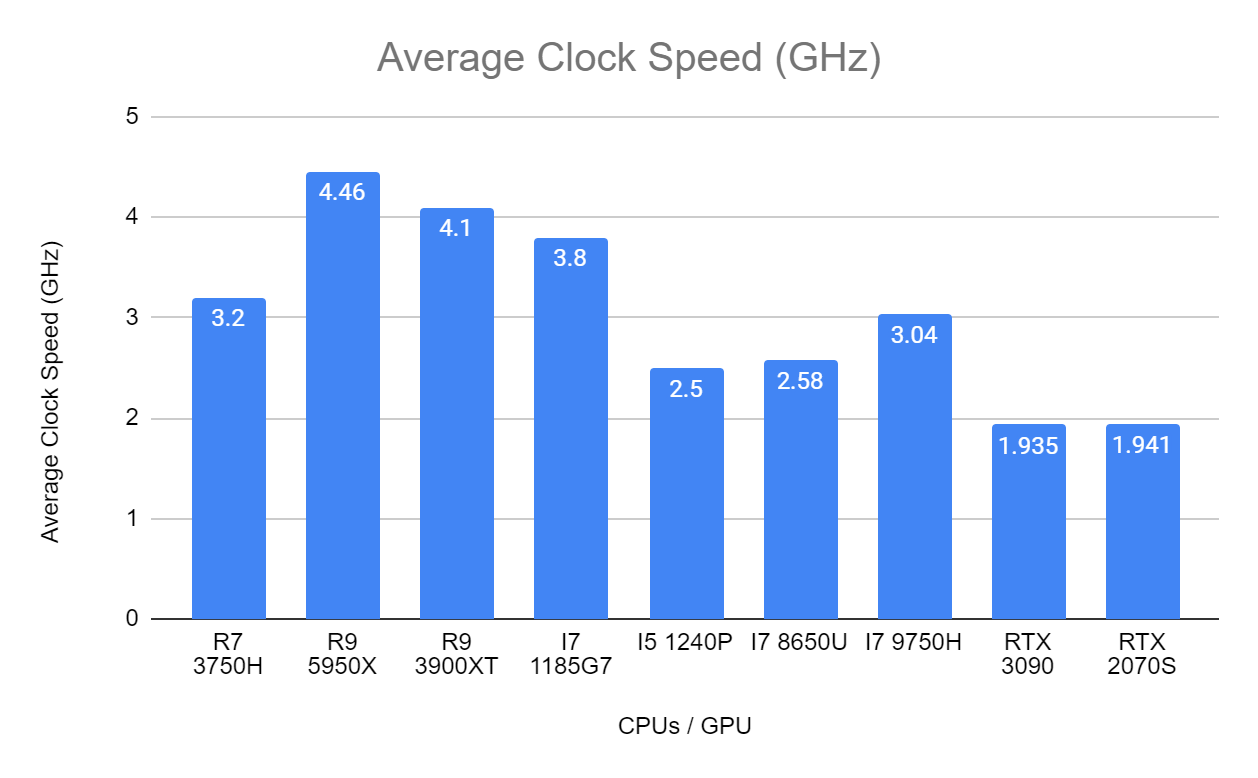 Average Clock Speed (GHz)
Average Clock Speed (GHz)
5
4
3
2
1
0
3.2
4.46
4.1
3.8
2.5
2.58
3.04
1.935
1.941
R7
3750H
R9
5950X
R9
3900XT
I7
1185G7
I5 1240P
I7 8650U
I7 9750H
RTX
3090
RTX
2070S
CPUs / GPU